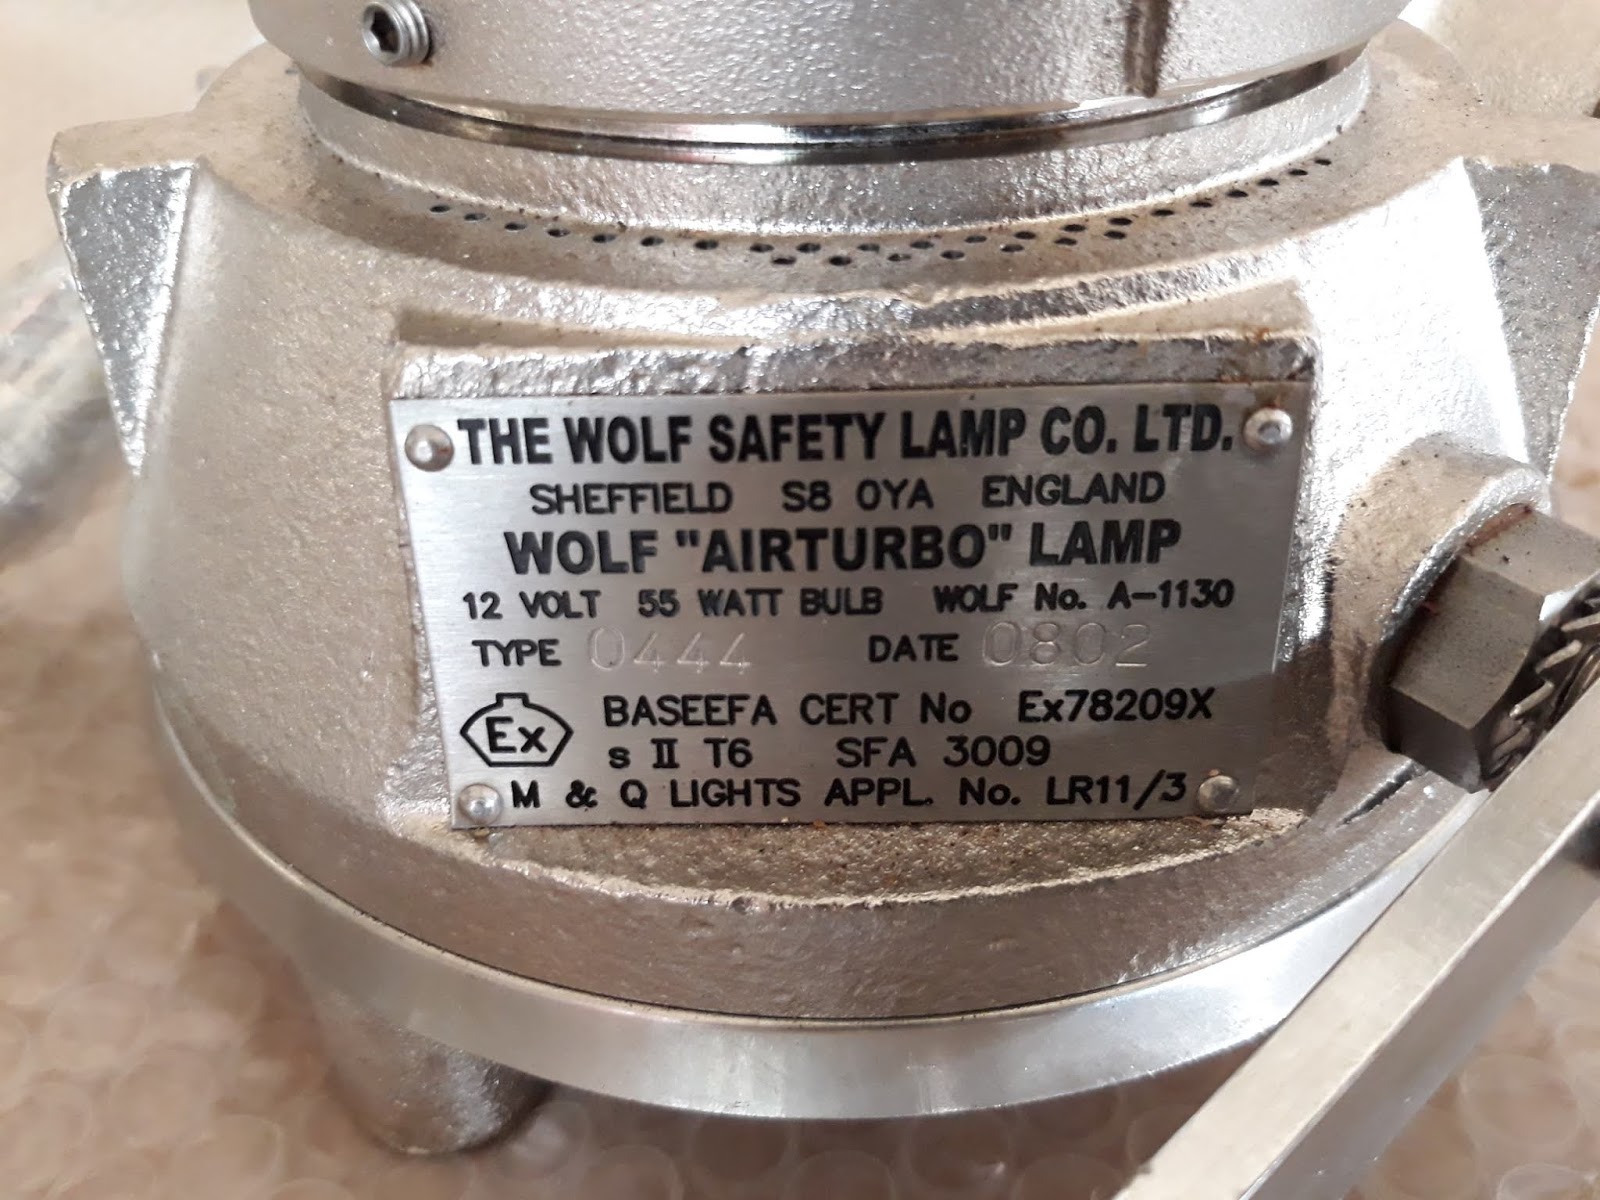 THE WOLF SAFETY LAMP CO. LTD.
SHEFFIELD S8 0YA ENGLAND
WOLF "AIRTURBO" LAMP
12 VOLT 55 WATT BULB WOLF No. A-1130
TYPE 0444 DATE 0802
Ex BASEEFA CERT No Ex78209X
s II T6 SFA 3009
M & Q LIGHTS APPL. No. LR11/3